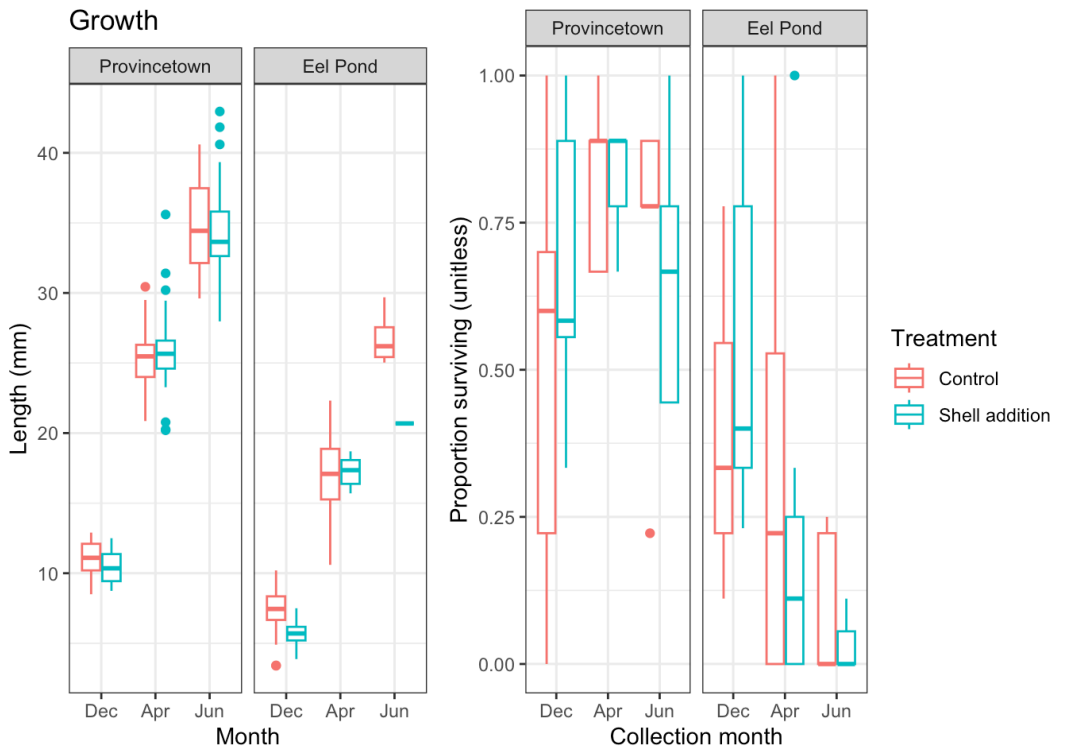 Growth
Provincetown
Eel Pond
Length (mm)
40
30
20
10
Dec Apr Jun
Dec Apr Jun
Month
Provincetown
Eel Pond
Proportion surviving (unitless)
1.00
0.75
0.50
0.25
0.00
Dec Apr Jun
Dec Apr Jun
Collection month
Treatment
Control
Shell addition